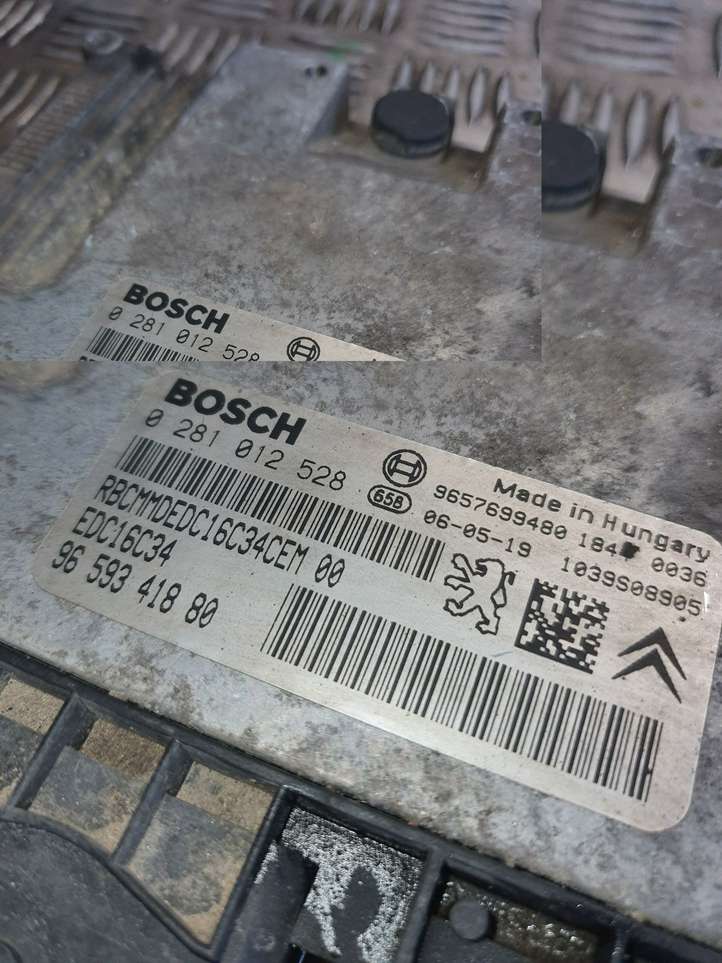 BOSCH
0 281 012 528
BOSCH
0 281 012 528
658
Made in Hungary
9657699480 184 0036
06-05-19 1039S08905
RBCMMDEDC16C34CEM 00
EDC16C34
96 593 418 80